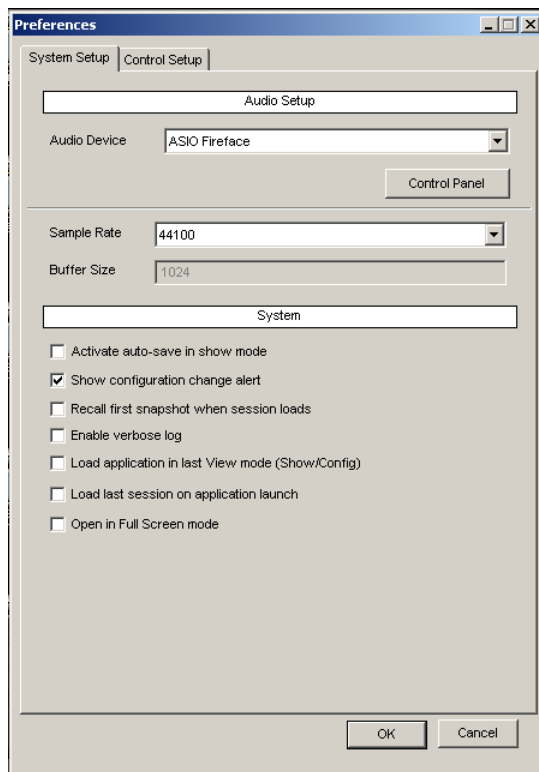 Preferences
System Setup
Control Setup
Audio Setup
Audio Device
ASIO Fireface
Control Panel
Sample Rate
44100
Buffer Size
1024
System
Activate auto-save in show mode
Show configuration change alert
Recall first snapshot when session loads
Enable verbose log
Load application in last View mode (Show/Config)
Load last session on application launch
Open in Full Screen mode
OK
Cancel